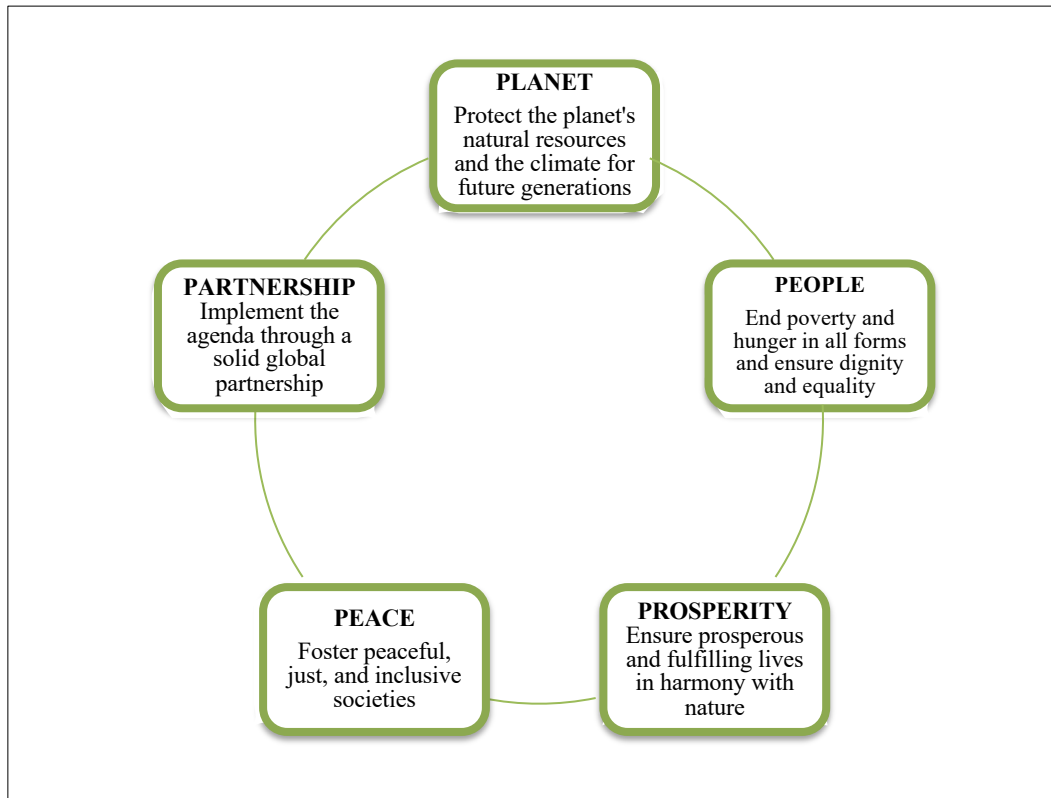 PLANET
Protect the planet's
natural resources
and the climate for
future generations
PARTNERSHIP
Implement the
agenda through a
solid global
partnership
PEOPLE
End poverty and
hunger in all forms
and ensure dignity
and equality
PEACE
Foster peaceful,
just, and inclusive
societies
PROSPERITY
Ensure prosperous
and fulfilling lives
in harmony with
nature